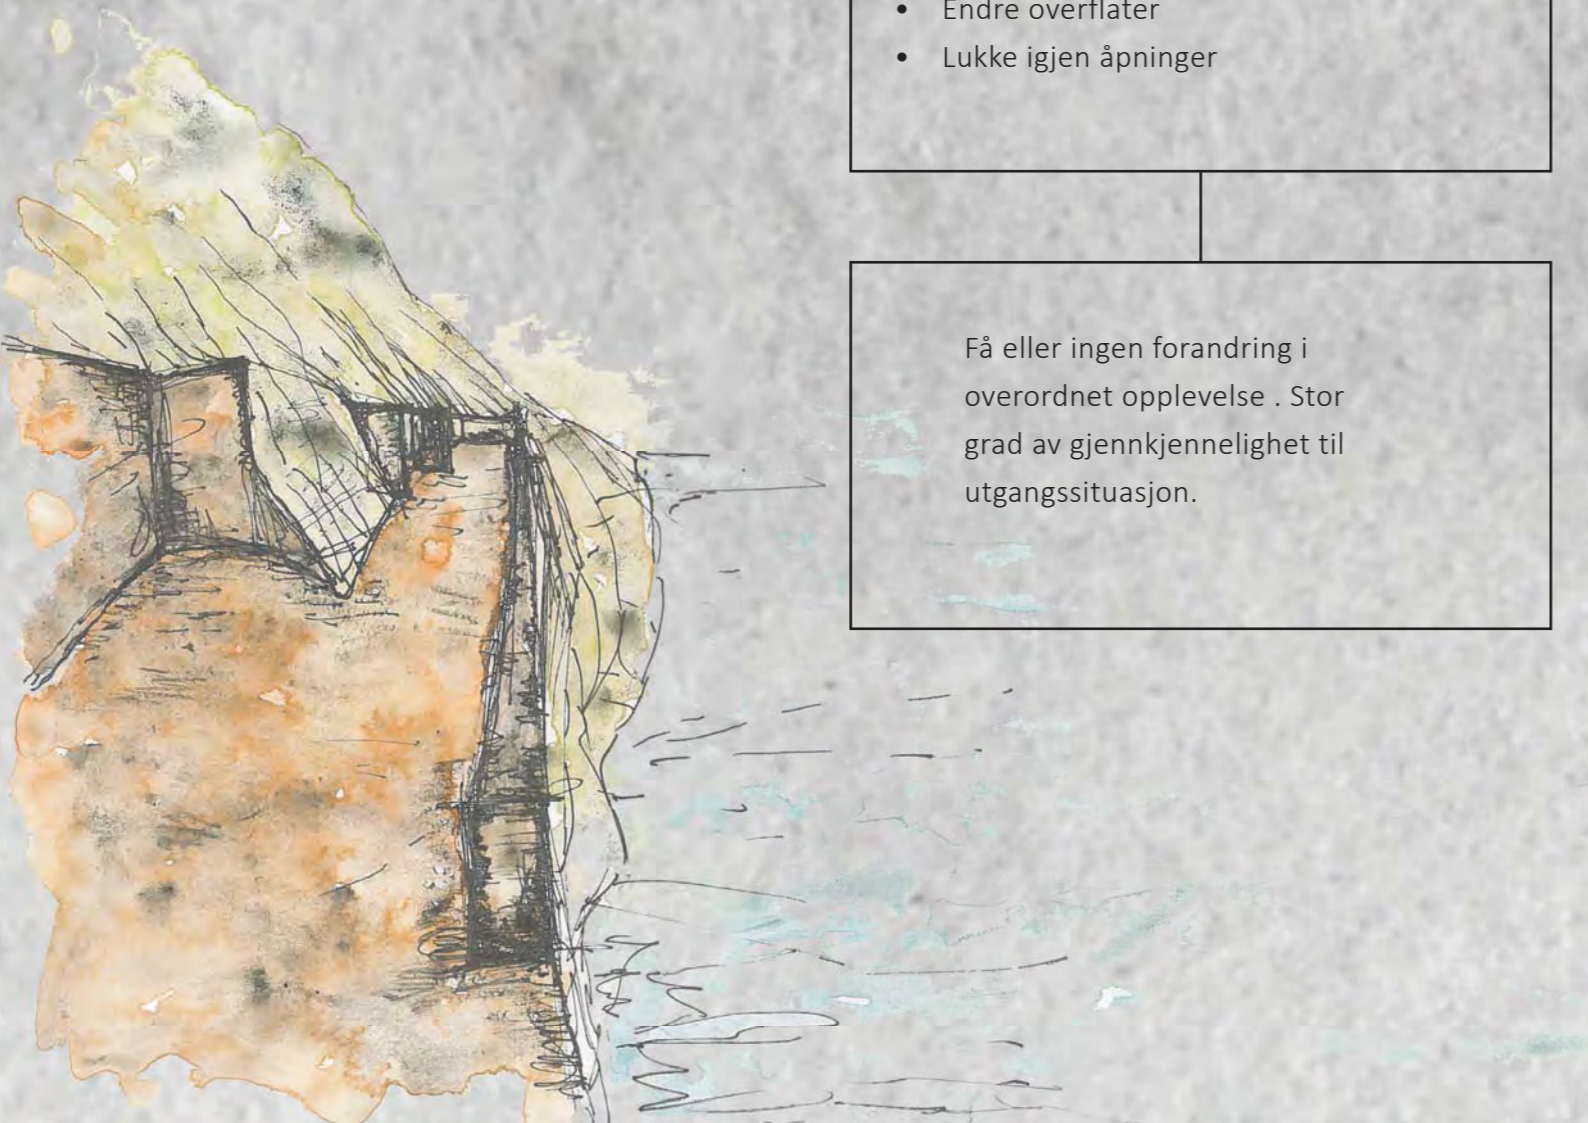 • Endre overflater
• Lukke igjen åpninger
Få eller ingen forandring i
overordnet opplevelse . Stor
grad av gjennkjennelighet til
utgangssituasjon.